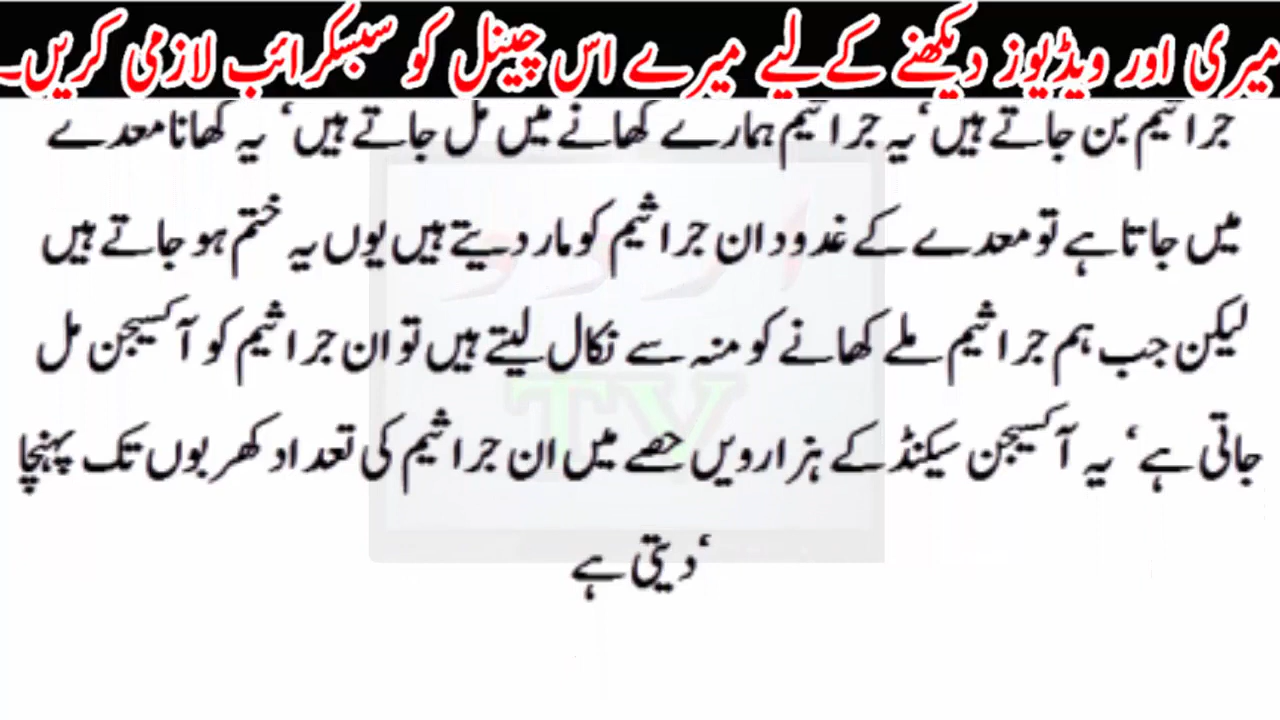 میری اور ویڈیوز دیکھنے کےلیے میرے اس چینل کو سبسکرائب لازمی کریں۔
جراثیم بن جاتے ہیں‘یہ جراثیم ہمارے کھانے میں مل جاتے ہیں‘ یہ کھانا معدے
میں جاتا ہے تو معدے کے غدود ان جراثیم کو مار دیتے ہیں یوں یہ ختم ہو جاتے ہیں
لیکن جب ہم جراثیم ملے کھانے کو منہ سے نکال لیتے ہیں تو ان جراثیم کو آکسیجن مل
جاتی ہے‘ یہ آکسیجن سیکنڈ کے ہزارویں حصے میں ان جراثیم کی تعداد کھربوں تک پہنچا
‘دیتی ہے
اردو
TV